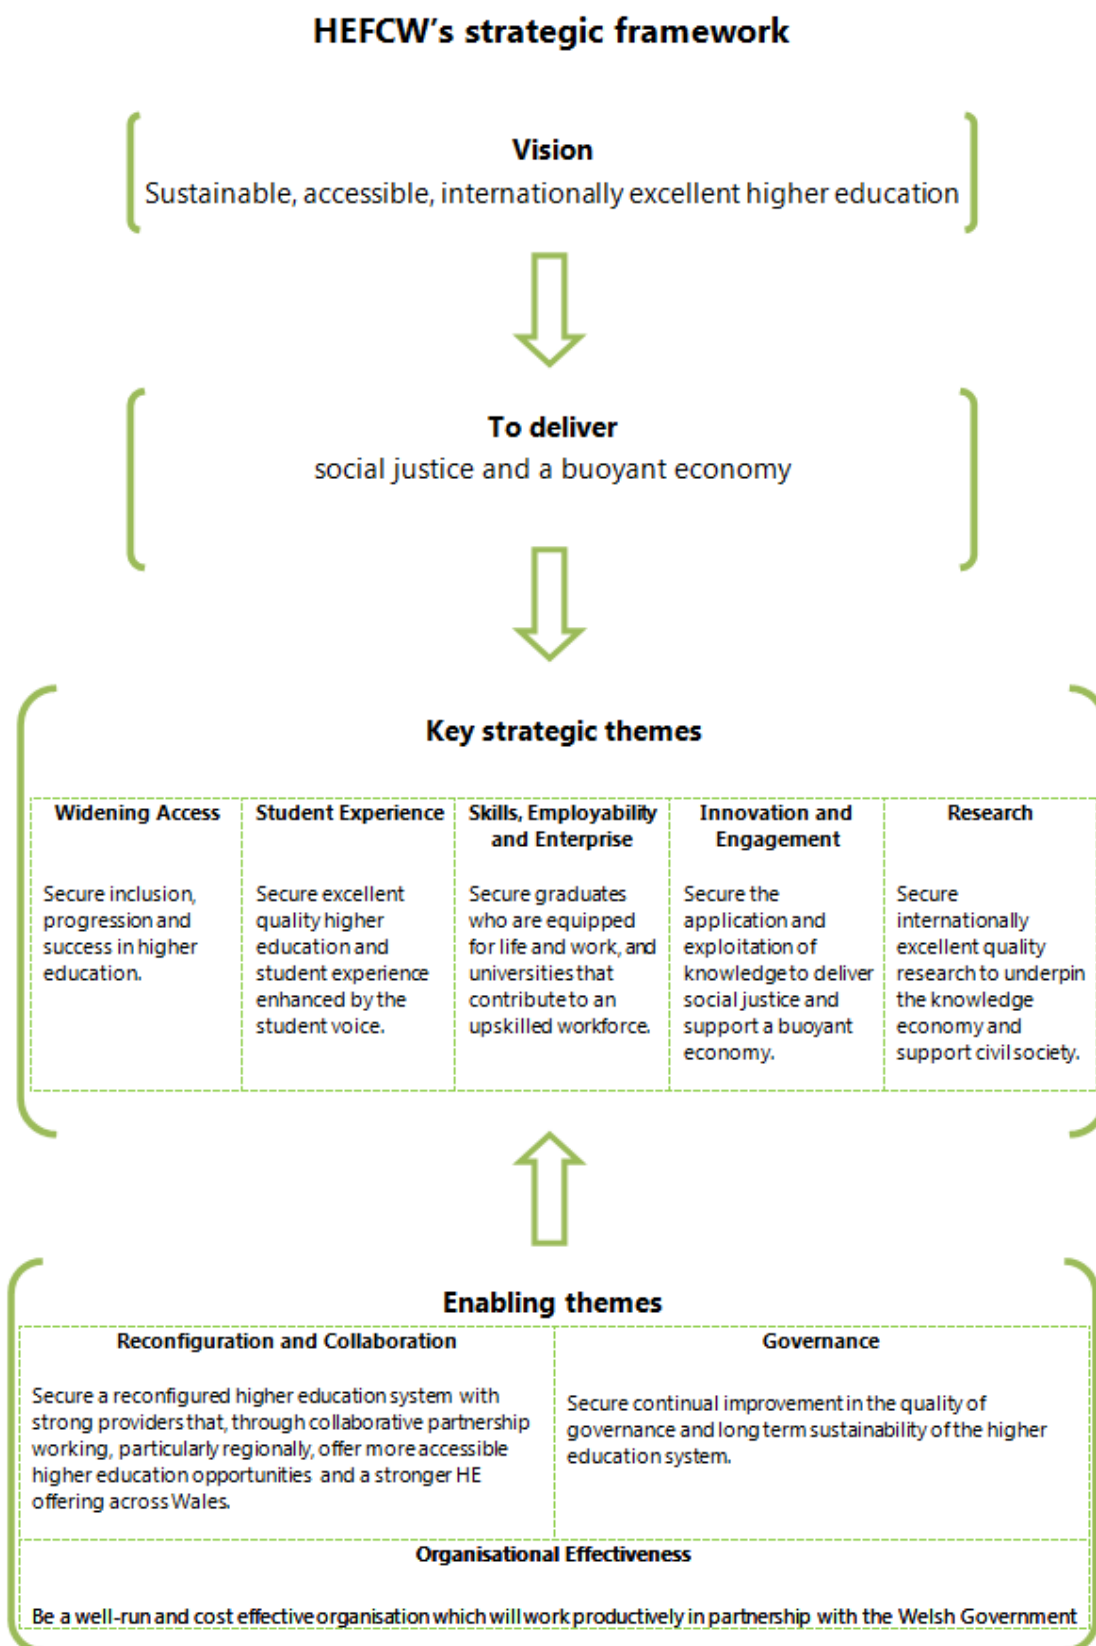 HEFCW's strategic framework
Vision
Sustainable, accessible, internationally excellent higher education
To deliver
social justice and a buoyant economy
Key strategic themes
Widening Access
Secure inclusion,
progression and
success in higher
education.
Student Experience
Secure excellent
quality higher
education and
student experience
enhanced by the
student voice.
Skills, Employability
and Enterprise
Secure graduates
who are equipped
for life and work, and
universities that
contribute to an
upskilled workforce.
Innovation and
Engagement
Secure the
application and
exploitation of
knowledge to deliver
social justice and
support a buoyant
economy.
Research
Secure
internationally
excellent quality
research to underpin
the knowledge
economy and
support civil society.
Enabling themes
Reconfiguration and Collaboration
Secure a reconfigured higher education system with
strong providers that, through collaborative partnership
working, particularly regionally, offer more accessible
higher education opportunities and a stronger HE
offering across Wales.
Governance
Secure continual improvement in the quality of
governance and long term sustainability of the higher
education system.
Organisational Effectiveness
Be a well-run and cost effective organisation which will work productively in partnership with the Welsh Government